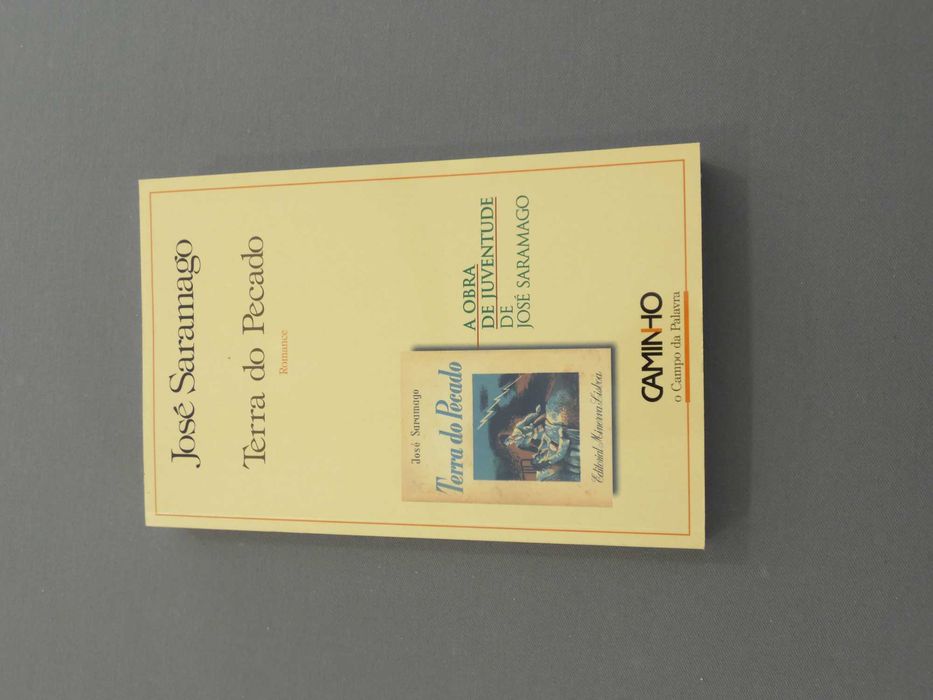 José Saramago
Terra do Pecado
Romance
A OBRA
DE JUVENTUDE
DE
JOSÉ SARAMAGO
José Saramago
Terra do Pecado
Editorial Minerva Lisboa
CAMINHO
o Campo da Palavra